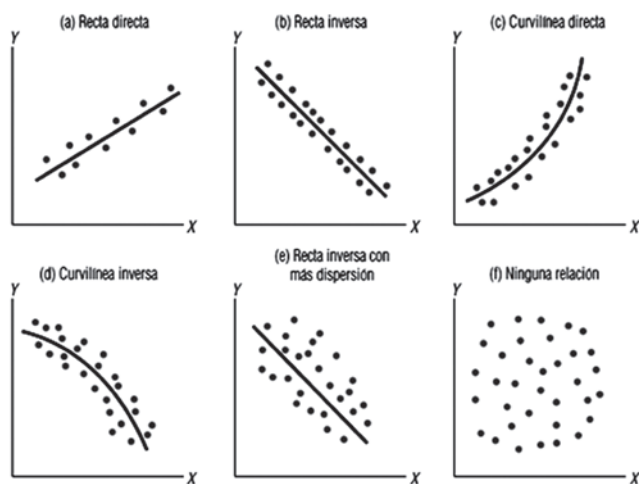 (a) Recta directa
(b) Recta inversa
(c) Curvilínea directa
Y
Y
Y
X
X
X
(d) Curvilínea inversa
(e) Recta inversa con
más dispersión
(f) Ninguna relación
Y
Y
Y
X
X
X